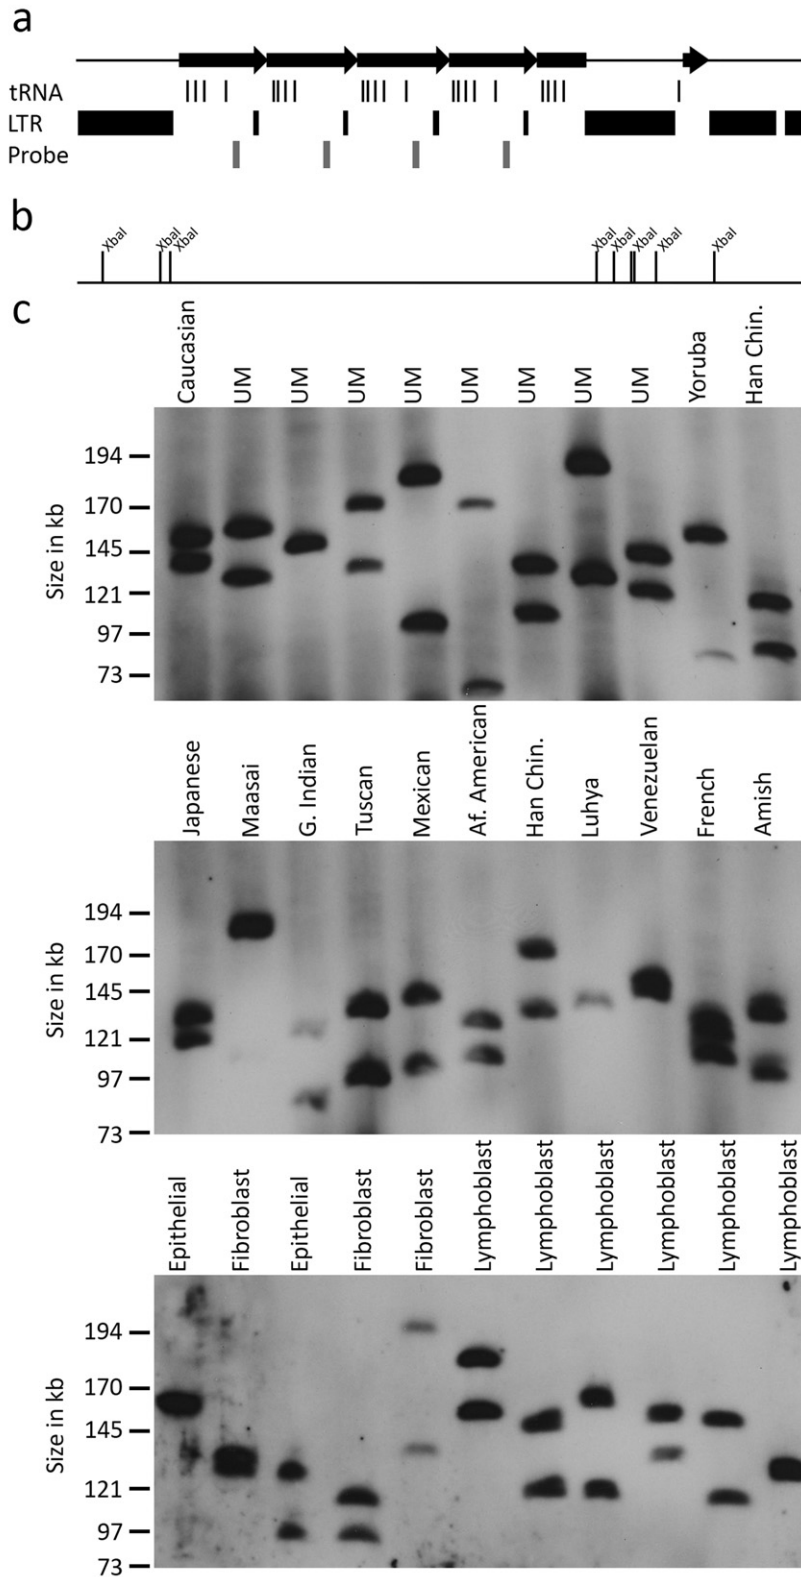 a
tRNA
LTR
Probe
b
XbaI XbaI XbaI XbaI XbaI XbaI XbaI XbaI
c
Caucasian UM UM UM UM UM UM UM UM Yoruba Han Chin.
Size in kb
194
170
145
121
97
73
Japanese Maasai G. Indian Tuscan Mexican Af. American Han Chin. Luhya Venezuelan French Amish
Size in kb
194
170
145
121
97
73
Epithelial Fibroblast Epithelial Fibroblast Fibroblast Lymphoblast Lymphoblast Lymphoblast Lymphoblast Lymphoblast Lymphoblast
Size in kb
194
170
145
121
97
73